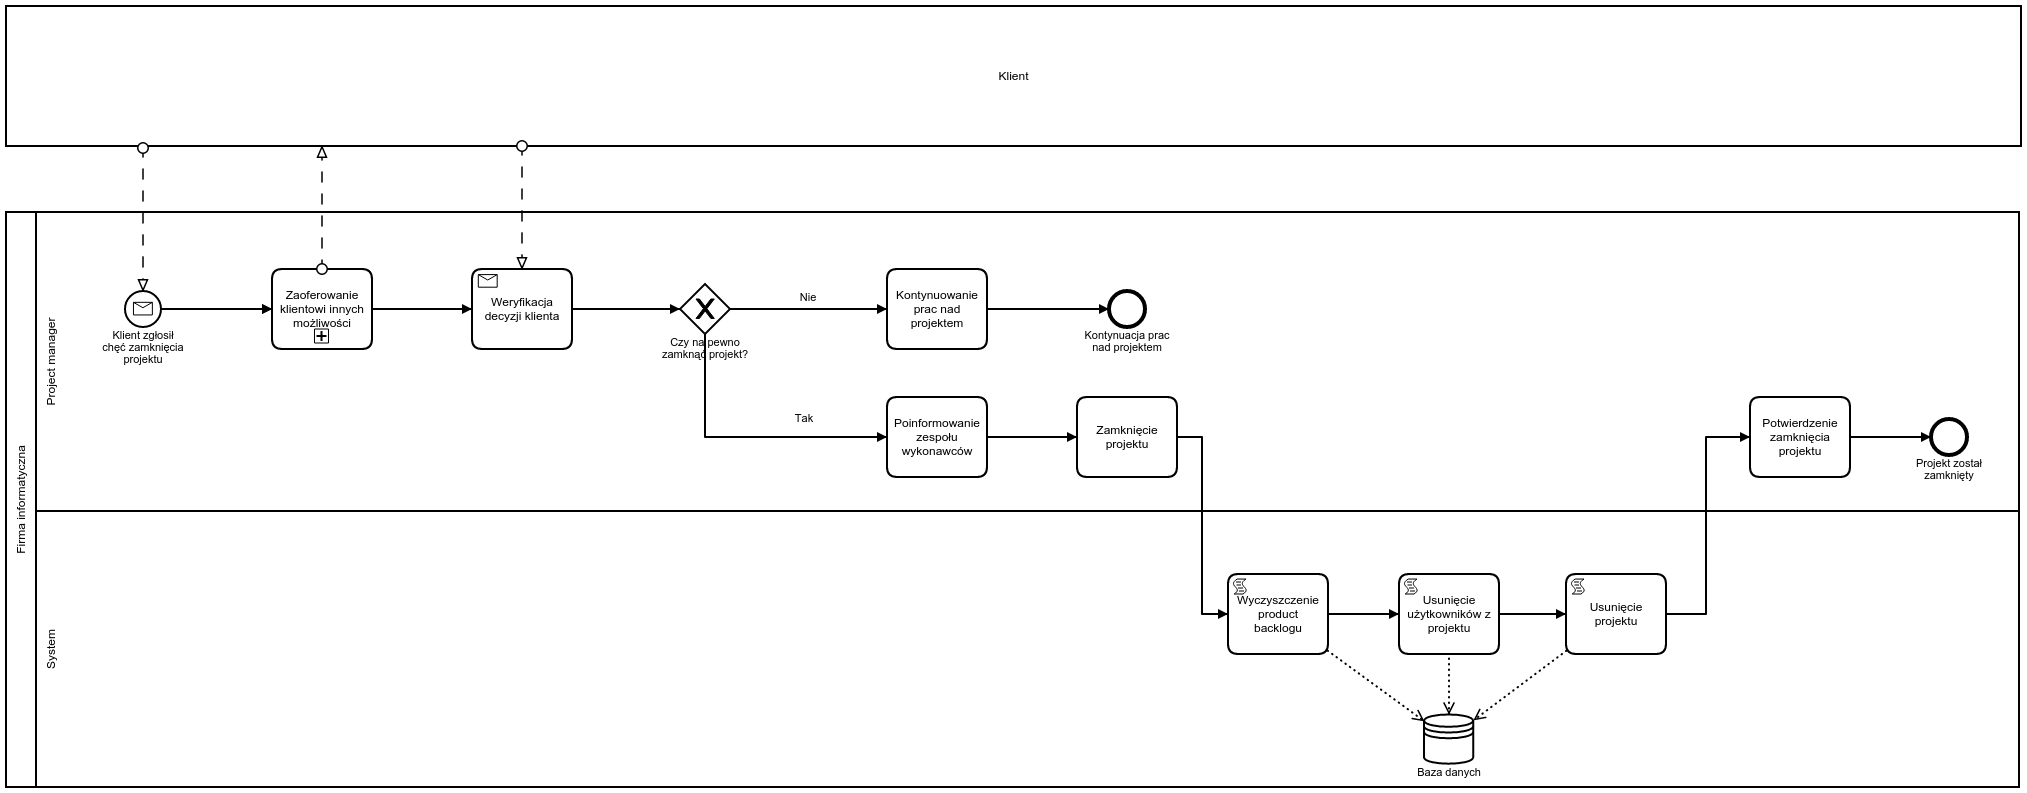 Klient
Firma informatyczna
Project manager
Klient zgłosił
chęć zamknięcia
projektu
Zaoferowanie
klientowi innych
możliwości
Weryfikacja
decyzji klienta
Czy na pewno
zamknąć projekt?
Nie
Kontynuowanie
prac nad
projektem
Kontynuacja prac
nad projektem
Tak
Poinformowanie
zespołu
wykonawców
Zamknięcie
projektu
Potwierdzenie
zamknięcia
projektu
Projekt został
zamknięty
System
Wyczyszczenie
product
backlogu
Usunięcie
użytkowników z
projektu
Usunięcie
projektu
Baza danych